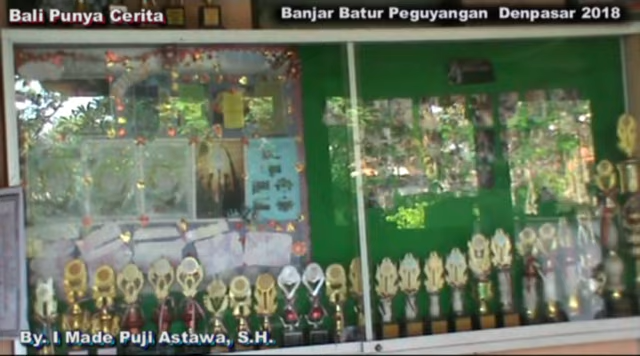 Bali Punya Cerita
Banjar Batur Peguyangan Denpasar 2018
By. I Made Puji Astawa, S.H.